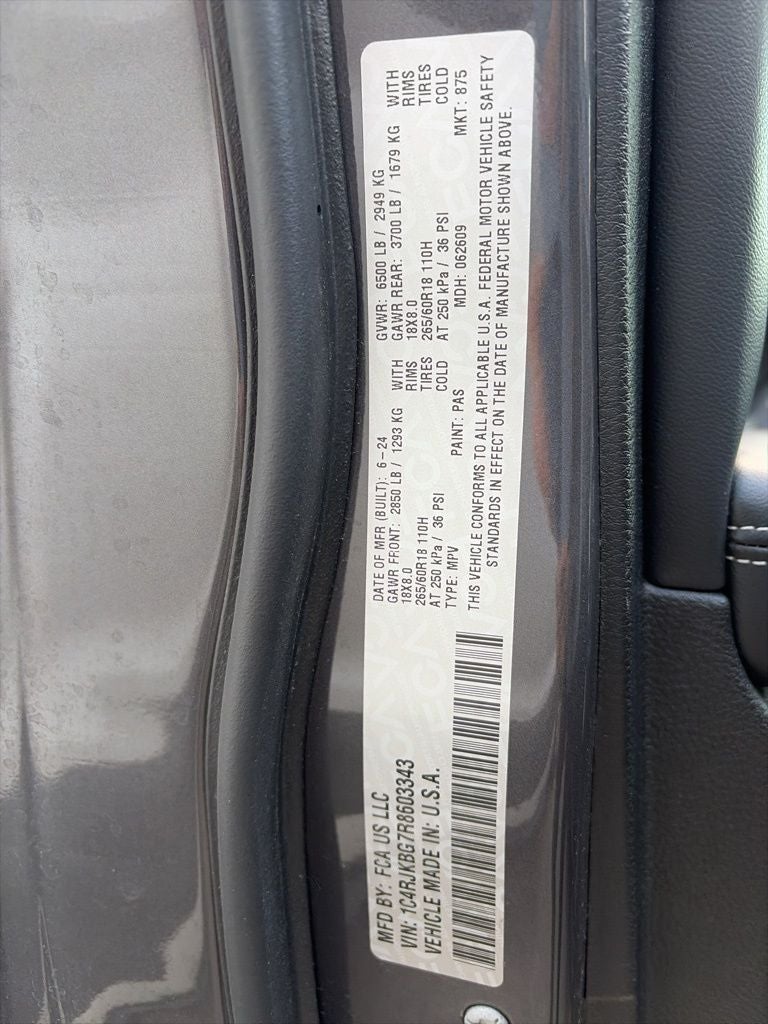 MFD BY: FCA US LLC
VIN: 1C4RJKBG7R8603343
VEHICLE MADE IN: U.S.A.
DATE OF MFR (BUILT): 6-24 GVWR: 6500 LB / 2949 KG
GAWR FRONT: 2850 LB / 1293 KG WITH GAWR REAR: 3700 LB / 1679 KG WITH
18X8.0 RIMS 18X8.0 RIMS
265/60R18 110H TIRES 265/60R18 110H TIRES
AT 250 kPa / 36 PSI COLD AT 250 kPa / 36 PSI COLD
TYPE: MPV PAINT: PAS MDH: 062609 MKT: 875
THIS VEHICLE CONFORMS TO ALL APPLICABLE U.S.A. FEDERAL MOTOR VEHICLE SAFETY
STANDARDS IN EFFECT ON THE DATE OF MANUFACTURE SHOWN ABOVE.